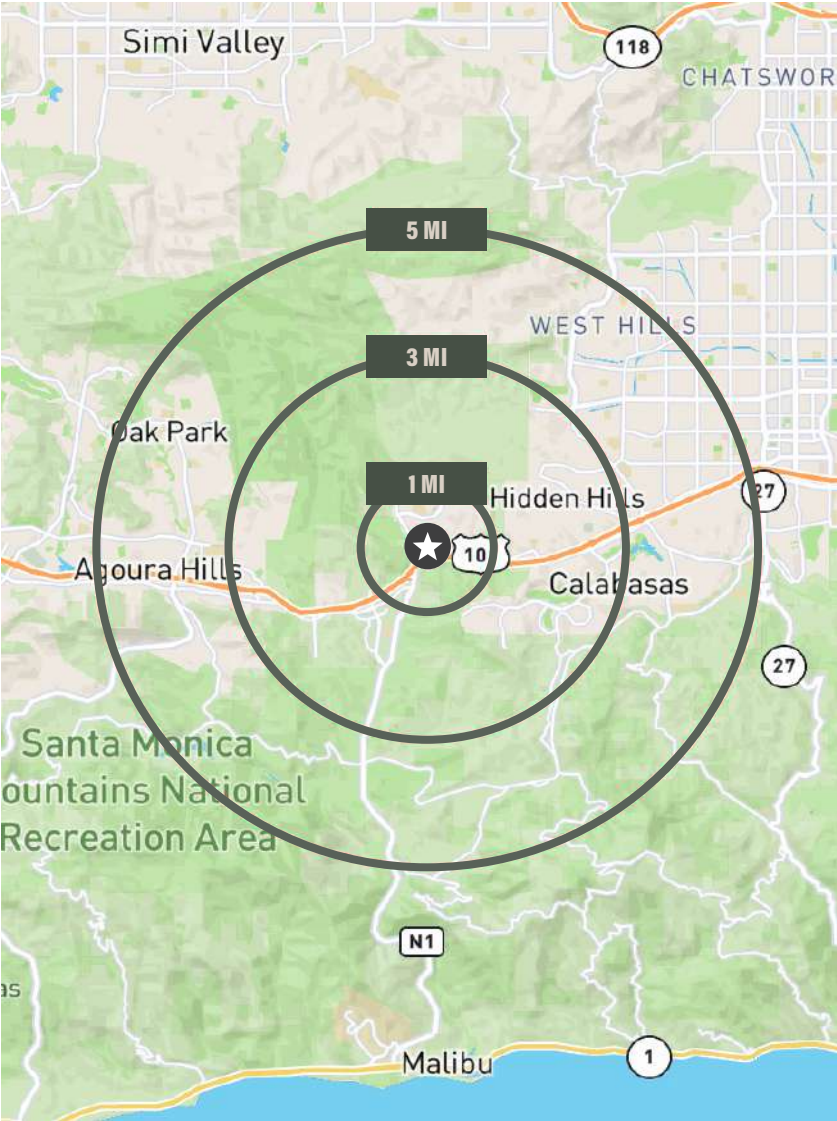 Simi Valley
118
CHATSWOR
5 MI
WEST HILLS
3 MI
Oak Park
1 MI
Hidden Hills
27
10
Agoura Hills
Calabasas
27
Santa Monica
ountains National
Recreation Area
N1
as
Malibu
1